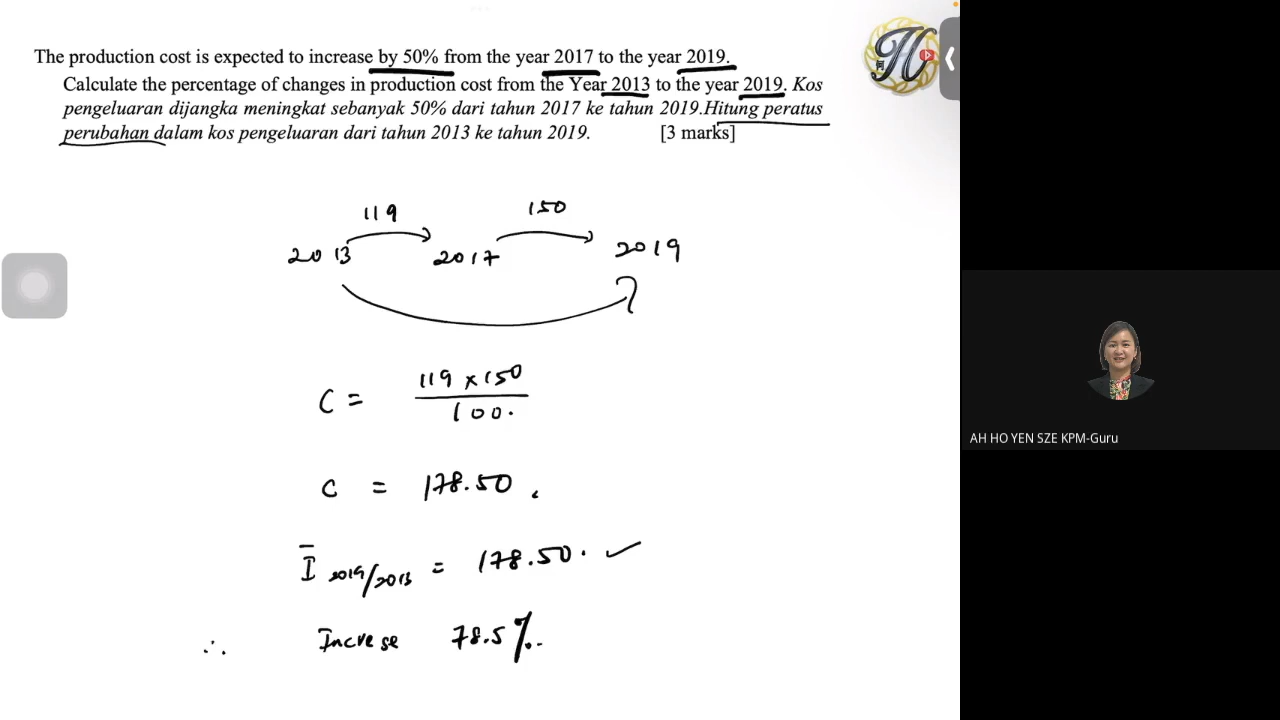 The production cost is expected to increase by 50% from the year 2017 to the year 2019.
Calculate the percentage of changes in production cost from the Year 2013 to the year 2019. Kos
pengeluaran dijangka meningkat sebanyak 50% dari tahun 2017 ke tahun 2019.Hitung peratus
perubahan dalam kos pengeluaran dari tahun 2013 ke tahun 2019. [3 marks]
119 150
2013 2017 2019
?
C = 119 x 150
100.
C = 178.50.
I 2019/2013 = 178.50. ✓
∴ Increse 78.5%.
AH HO YEN SZE KPM-Guru